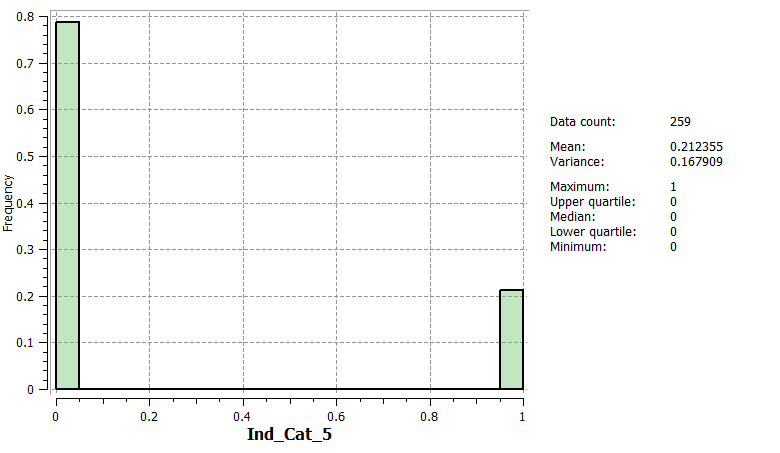 0.8
0.7
0.6
0.5
0.4
0.3
0.2
0.1
0
Frequency
0 0.2 0.4 0.6 0.8 1
Ind_Cat_5
Data count: 259
Mean: 0.212355
Variance: 0.167909
Maximum: 1
Upper quartile: 0
Median: 0
Lower quartile: 0
Minimum: 0